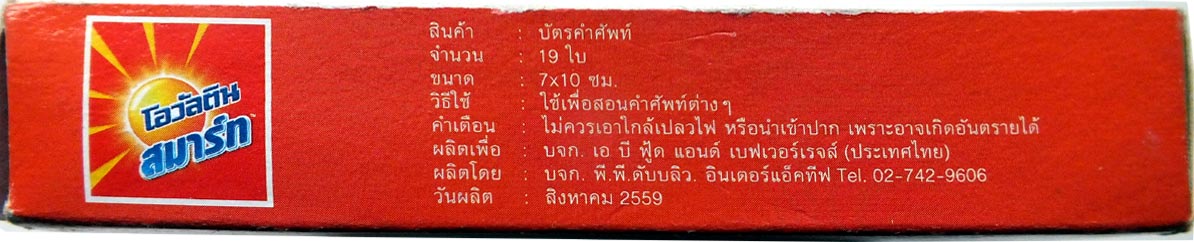 โอวัลติน
สมาร์ท™
สินค้า : บัตรคำศัพท์
จำนวน : 19 ใบ
ขนาด : 7x10 ซม.
วิธีใช้ : ใช้เพื่อสอนคำศัพท์ต่างๆ
คำเตือน : ไม่ควรเอาใกล้เปลวไฟ หรือนำเข้าปาก เพราะอาจเกิดอันตรายได้
ผลิตเพื่อ : บจก. เอ บี ฟู้ด แอนด์ เบฟเวอร์เรจส์ (ประเทศไทย)
ผลิตโดย : บจก. พี.พี.ดับบลิว. อินเตอร์แอ็คทีฟ Tel. 02-742-9606
วันผลิต : สิงหาคม 2559